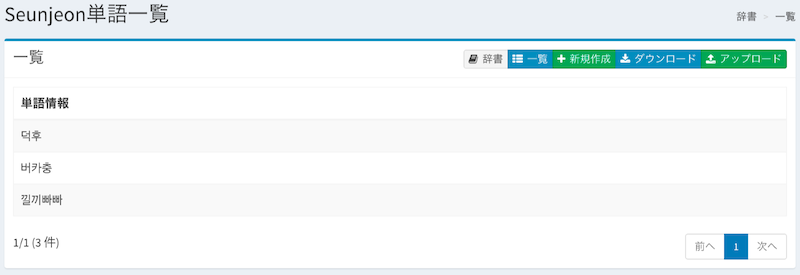 Seunjeon単語一覧
辞書 > 一覧
一覧
辞書 一覧 新規作成 ダウンロード アップロード
単語情報
덕후
버카충
낄끼빠빠
1/1 (3 件)
前へ 1 次へ